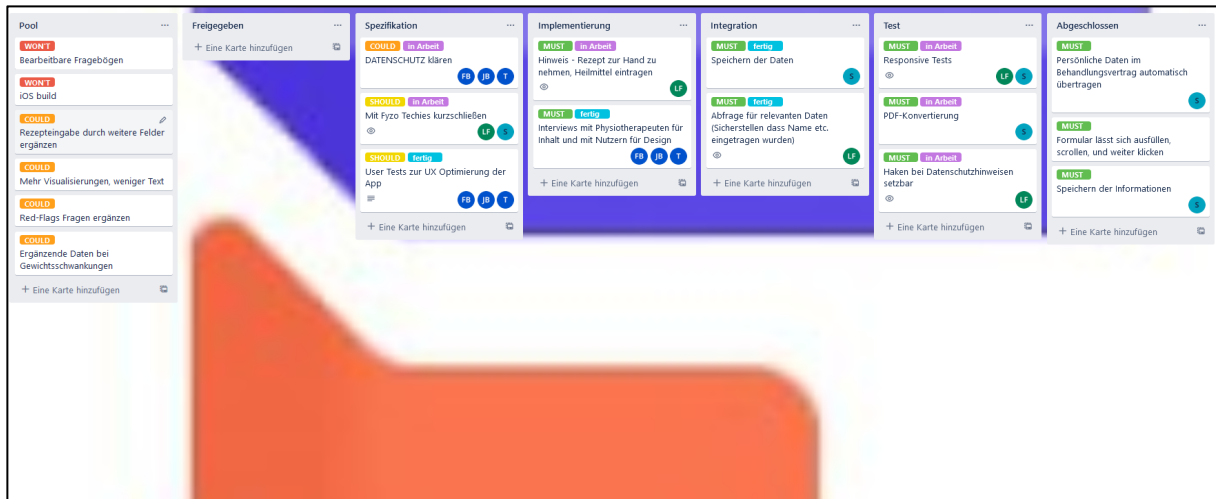 Pool
WON'T
Bearbeitbare Fragebögen
WON'T
iOS build
COULD
Rezepteingabe durch weitere Felder
ergänzen
COULD
Mehr Visualisierungen, weniger Text
COULD
Red-Flags Fragen ergänzen
COULD
Ergänzende Daten bei
Gewichtsschwankungen
+ Eine Karte hinzufügen
Freigegeben
+ Eine Karte hinzufügen
Spezifikation
COULD in Arbeit
DATENSCHUTZ klären
FB JB T
SHOULD in Arbeit
Mit Fyzo Techies kurzschließen
LF S
SHOULD fertig
User Tests zur UX Optimierung der
App
FB JB T
+ Eine Karte hinzufügen
Implementierung
MUST in Arbeit
Hinweis - Rezept zur Hand zu
nehmen, Heilmittel eintragen
LF
MUST fertig
Interviews mit Physiotherapeuten für
Inhalt und mit Nutzern für Design
FB JB T
+ Eine Karte hinzufügen
Integration
MUST fertig
Speichern der Daten
S
MUST fertig
Abfrage für relevanten Daten
(Sicherstellen dass Name etc.
eingetragen wurden)
LF
+ Eine Karte hinzufügen
Test
MUST in Arbeit
Responsive Tests
LF S
MUST in Arbeit
PDF-Konvertierung
S
MUST in Arbeit
Haken bei Datenschutzhinweisen
setzbar
LF
+ Eine Karte hinzufügen
Abgeschlossen
MUST
Persönliche Daten im
Behandlungsvertrag automatisch
übertragen
S
MUST
Formular lässt sich ausfüllen,
scrollen, und weiter klicken
MUST
Speichern der Informationen
S
+ Eine Karte hinzufügen